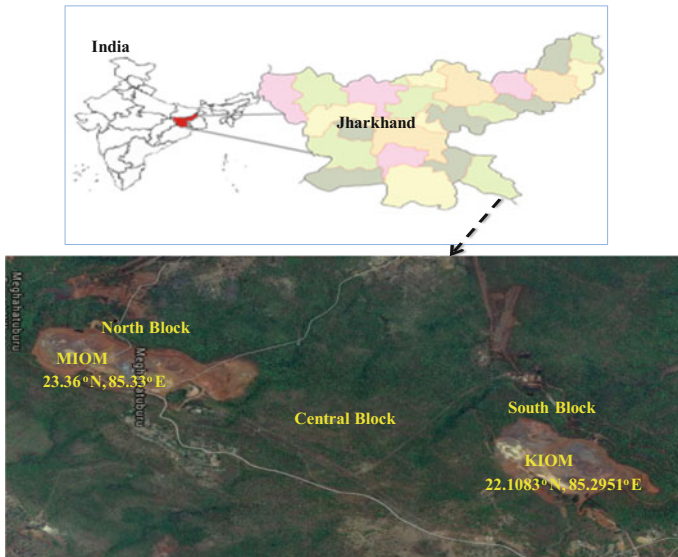 India
Jharkhand
Meghahatuburu
North Block
MIOM
Meghahatuburu
23.36°N, 85.33°E
Central Block
South Block
KIOM
22.1083°N, 85.2951°E